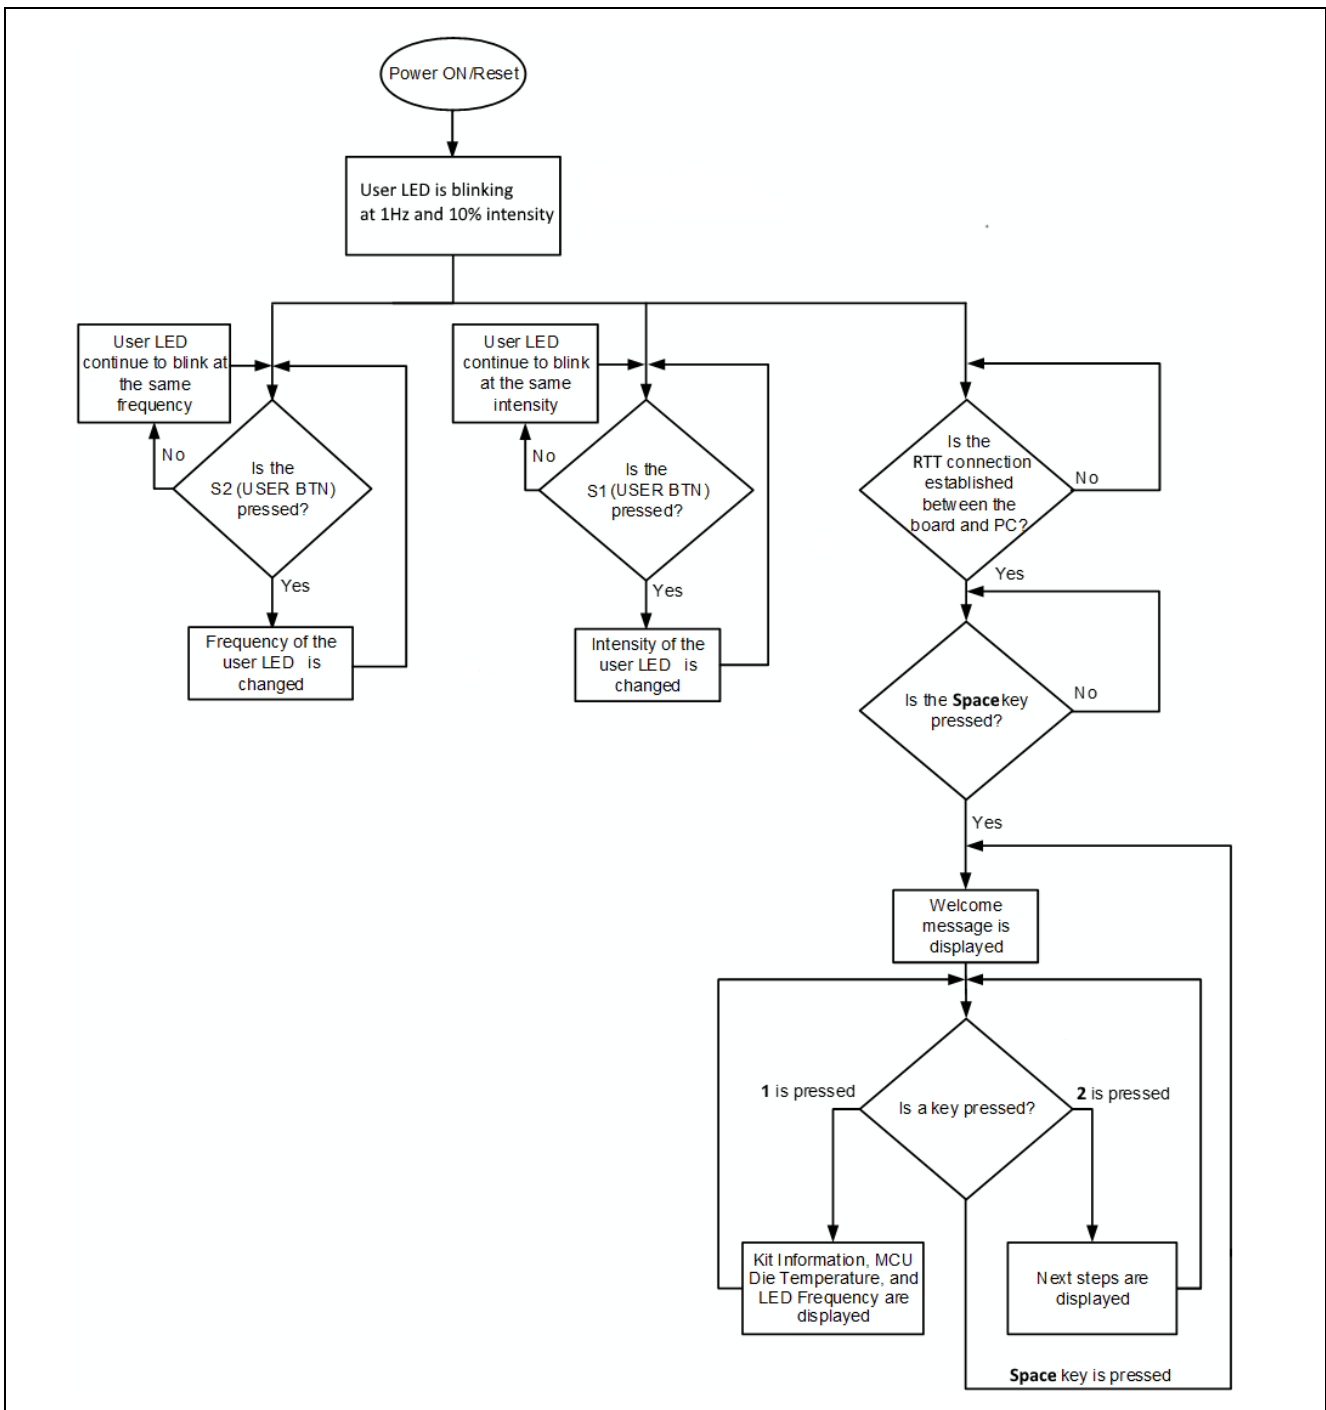 Power ON/Reset
User LED is blinking
at 1Hz and 10% intensity
User LED
continue to blink at
the same
frequency
No
Is the
S2 (USER BTN)
pressed?
Yes
Frequency of the
user LED is
changed
User LED
continue to blink
at the same
intensity
No
Is the
S1 (USER BTN)
pressed?
Yes
Intensity of the
user LED is
changed
Is the
RTT connection
established
between the
board and PC?
No
Yes
Is the Space key
pressed?
No
Yes
Welcome
message is
displayed
1 is pressed
Is a key pressed?
2 is pressed
Kit Information, MCU
Die Temperature, and
LED Frequency are
displayed
Next steps are
displayed
Space key is pressed